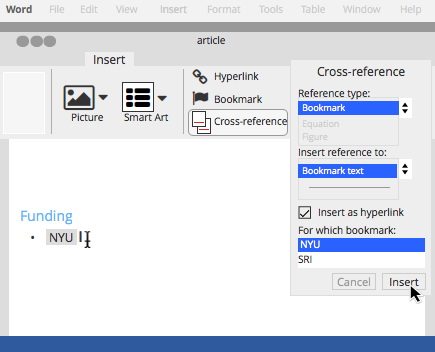 Word File Edit View Insert Format Tools Table Window Help
article
Insert
Cross-reference
Hyperlink
Picture
Smart Art
Bookmark
Cross-reference
Reference type:
Bookmark
Equation
Figure
Insert reference to:
Bookmark text
Insert as hyperlink
For which bookmark:
NYU
SRI
Cancel Insert
Funding
• NYU